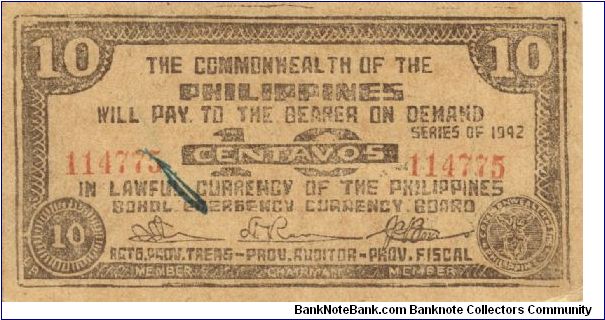 10 10
THE COMMONWEALTH OF THE
PHILIPPINES
WILL PAY TO THE BEARER ON DEMAND
SERIES OF 1942
10
114775 CENTAVOS 114775
IN LAWFUL CURRENCY OF THE PHILIPPINES
BOHOL EMERGENCY CURRENCY BOARD
10
ACTG. PROV. TREAS-PROV. AUDITOR-PROV. FISCAL
MEMBER CHAIRMAN MEMBER
BankNoteBank.com Banknote Collectors Community